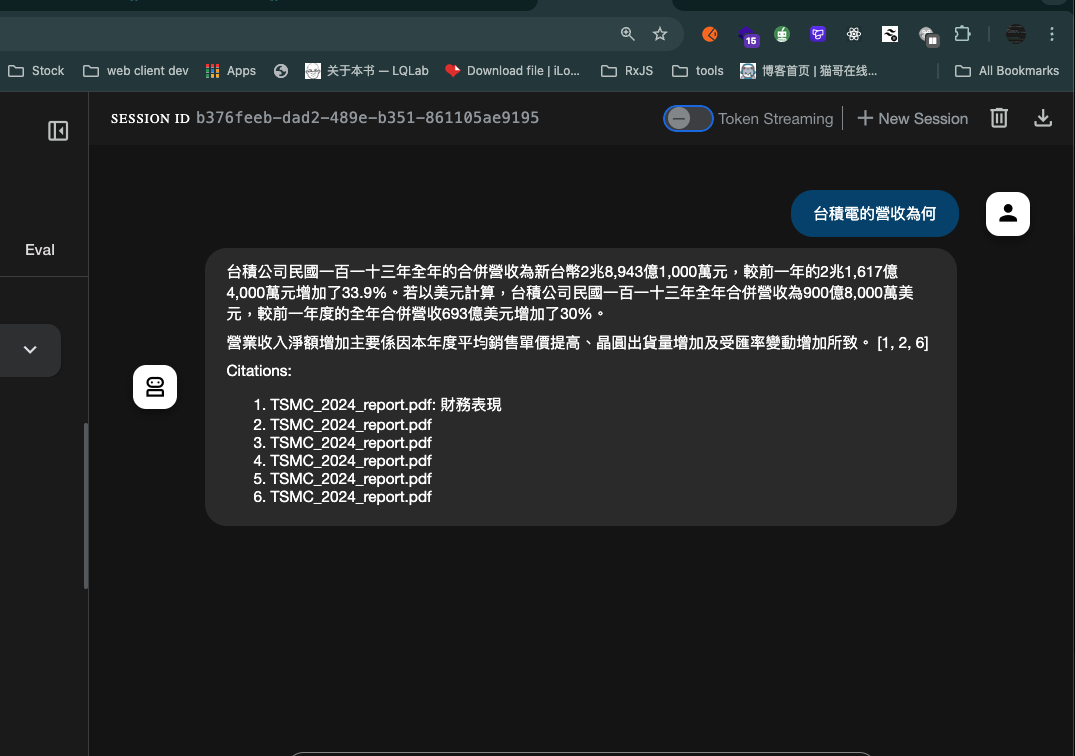 15
Stock
web client dev
Apps
关于本书 — LQLab
Download file | iLo...
RxJS
tools
博客首页 | 猫哥在线...
All Bookmarks
SESSION ID b376feeb-dad2-489e-b351-861105ae9195
Token Streaming
New Session
Eval
台積電的營收為何
台積公司民國一百一十三年全年的合併營收為新台幣2兆8,943億1,000萬元，較前一年的2兆1,617億
4,000萬元增加了33.9%。若以美元計算，台積公司民國一百一十三年全年合併營收為900億8,000萬美
元，較前一年度的全年合併營收693億美元增加了30%。
營業收入淨額增加主要係因本年度平均銷售單價提高、晶圓出貨量增加及受匯率變動增加所致。 [1, 2, 6]
Citations:
1. TSMC_2024_report.pdf: 財務表現
2. TSMC_2024_report.pdf
3. TSMC_2024_report.pdf
4. TSMC_2024_report.pdf
5. TSMC_2024_report.pdf
6. TSMC_2024_report.pdf